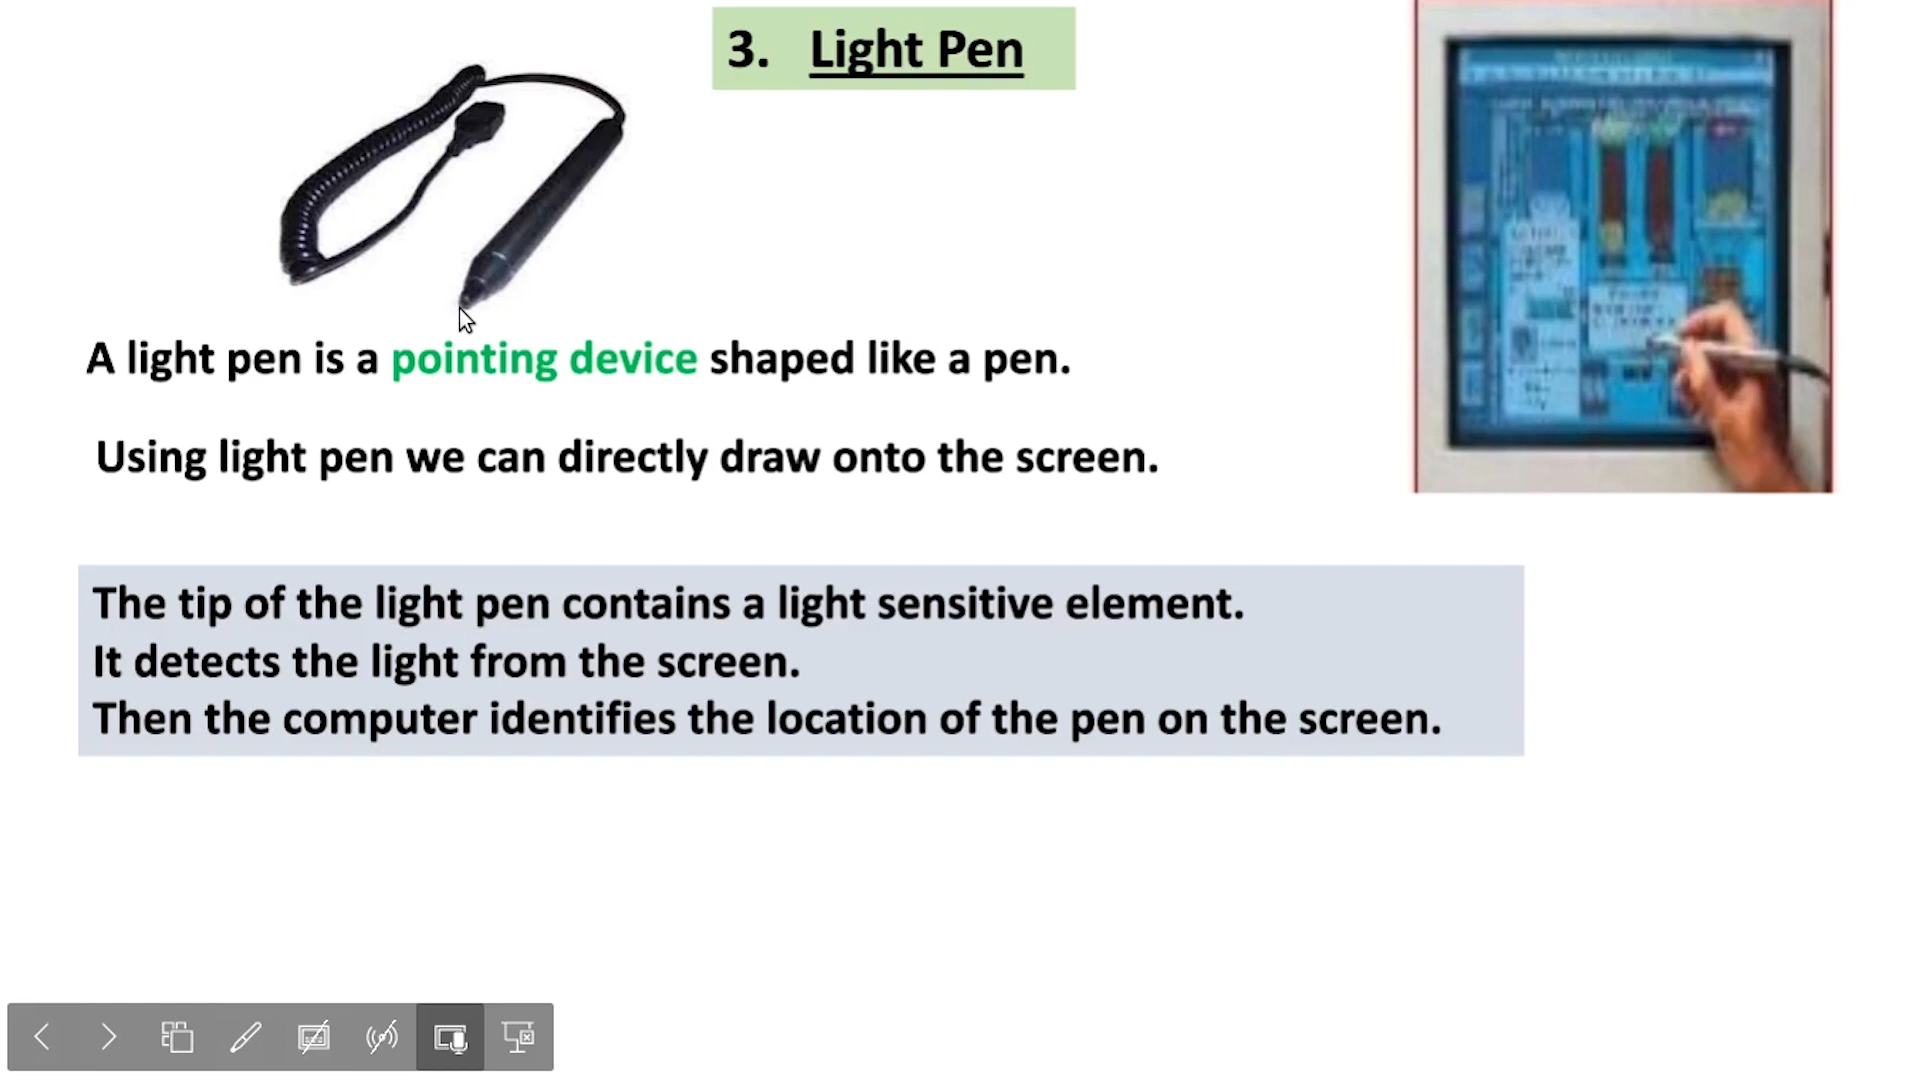 3. Light Pen
A light pen is a pointing device shaped like a pen.
Using light pen we can directly draw onto the screen.
The tip of the light pen contains a light sensitive element.
It detects the light from the screen.
Then the computer identifies the location of the pen on the screen.